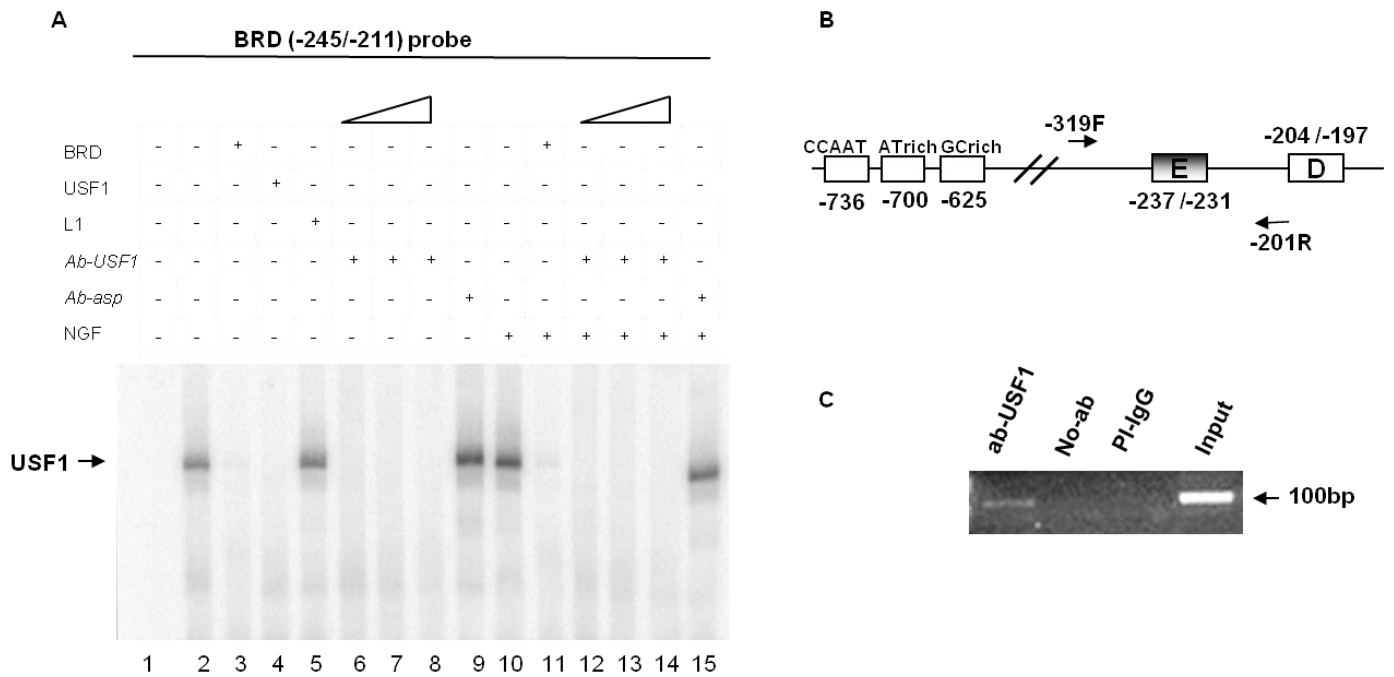 A
BRD (-245/-211) probe
BRD - - + - - - - - - - + - - - -
USF1 - - - + - - - - - - - - - - -
L1 - - - - + - - - - - - - - - -
Ab-USF1 - - - - - + + + - - - + + + -
Ab-asp - - - - - - - - + - - - - - +
NGF - - - - - - - - - + + + + + +
USF1
1 2 3 4 5 6 7 8 9 10 11 12 13 14 15
B
-319F
-204 /-197
CCAAT ATrich GCrich
E D
-736 -700 -625 -237 /-231
-201R
C
ab-USF1 No-ab PI-IgG Input
100bp